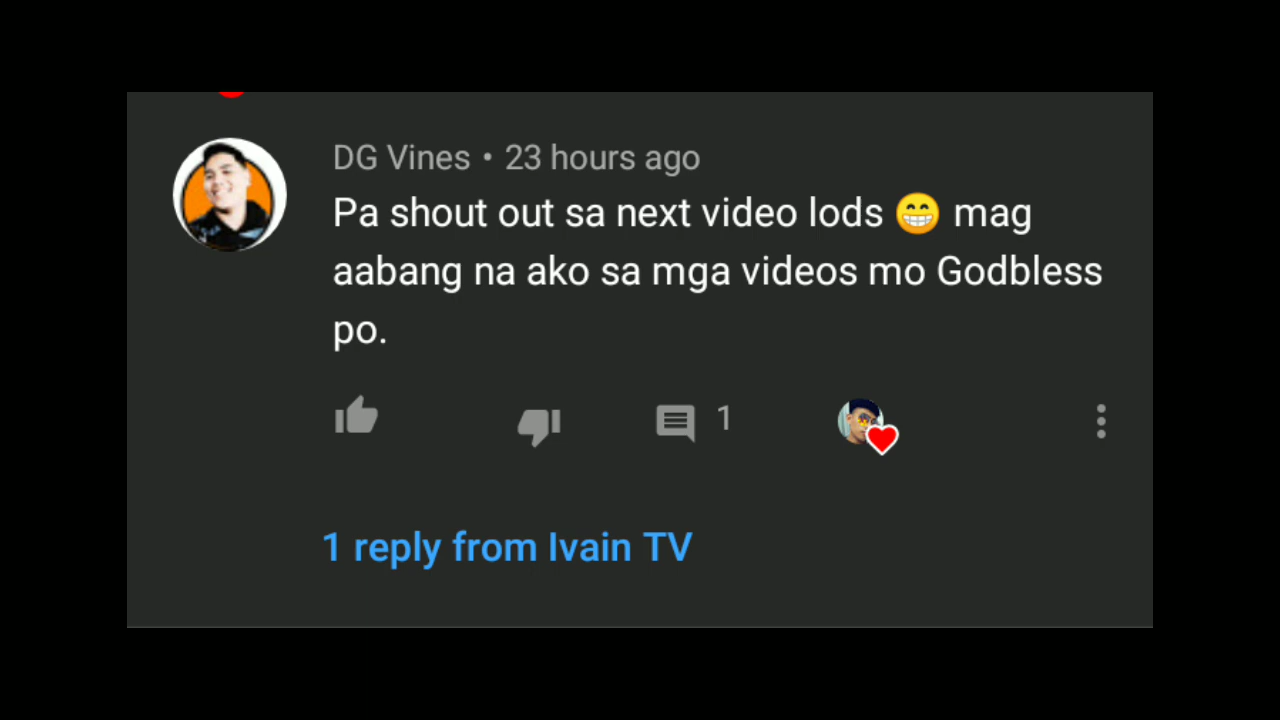 DG Vines • 23 hours ago
Pa shout out sa next video lods 😁 mag
aabang na ako sa mga videos mo Godbless
po.
1
1 reply from Ivain TV